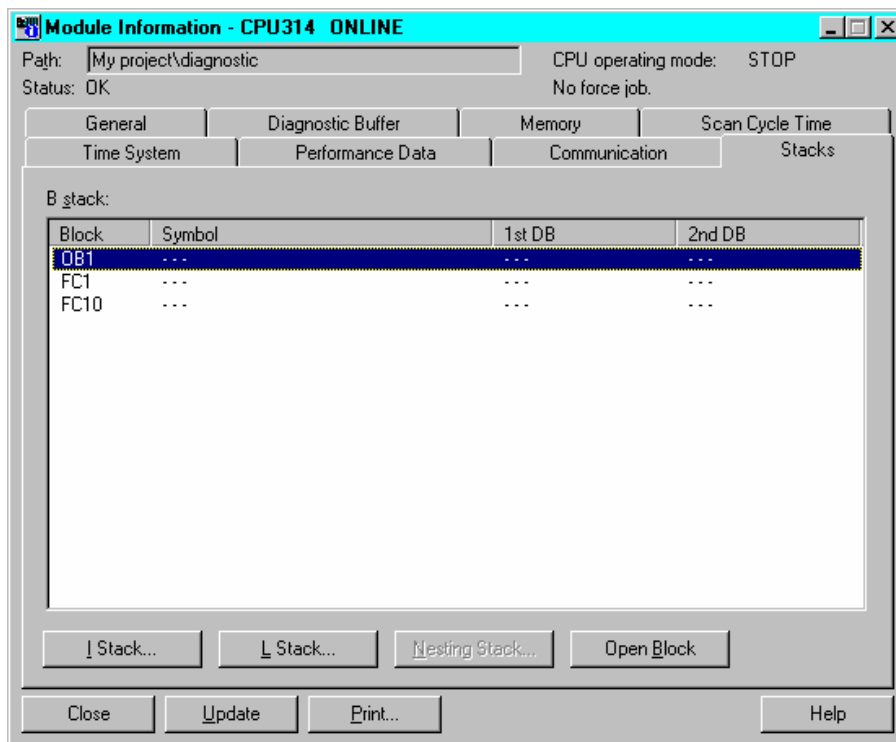 Module Information - CPU314 ONLINE
Path: My project\diagnostic CPU operating mode: STOP
Status: OK No force job.
General Diagnostic Buffer Memory Scan Cycle Time
Time System Performance Data Communication Stacks
B stack:
Block Symbol 1st DB 2nd DB
OB1 --- --- ---
FC1 --- --- ---
FC10 --- --- ---
I Stack... L Stack... Nesting Stack... Open Block
Close Update Print... Help